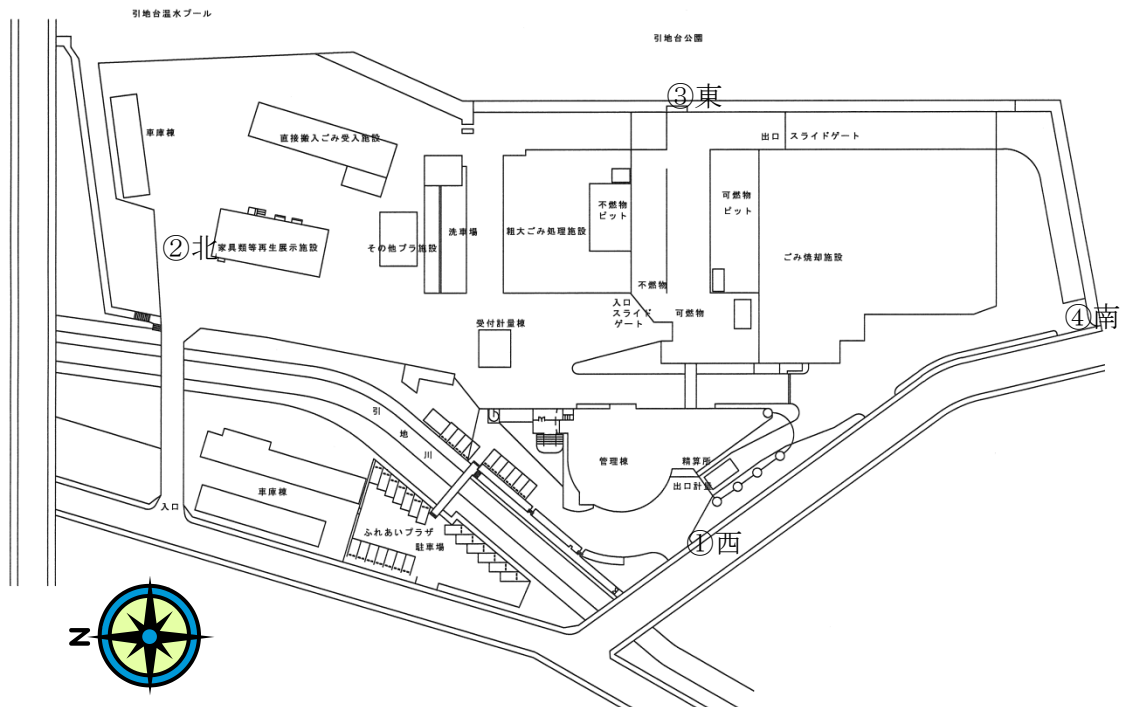 引地台温水プール
引地台公園
③東
車庫棟
直接搬入ごみ受入施設
出口 スライドゲート
不燃物
ピット
可燃物
ピット
②北
家具類等再生展示施設
その他プラ施設
洗車場
粗大ごみ処理施設
ごみ焼却施設
不燃物
入口
スライド
ゲート
可燃物
④南
受付計量棟
引地川
管理棟
精算所
出口計量
車庫棟
入口
ふれあいプラザ
駐車場
①西
N